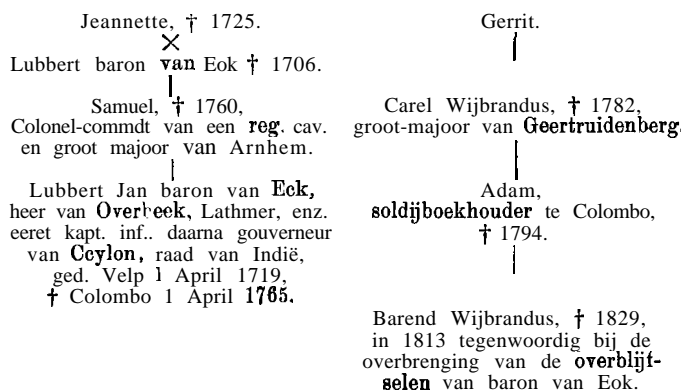 Jeannette, † 1725.
×
Lubbert baron van Eok † 1706.
Samuel, † 1760,
Colonel-commdt van een reg. cav.
en groot majoor van Arnhem.
Lubbert Jan baron van Eck,
heer van Overbeek, Lathmer, enz.
eeret kapt. inf.. daarna gouverneur
van Ceylon, raad van Indië,
ged. Velp 1 April 1719,
† Colombo 1 April 1765.
Gerrit.
Carel Wijbrandus, † 1782,
groot-majoor van Geertruidenberg.
Adam,
soldijboekhouder te Colombo,
† 1794.
Barend Wijbrandus, † 1829,
in 1813 tegenwoordig bij de
overbrenging van de overblijf-
selen van baron van Eok.